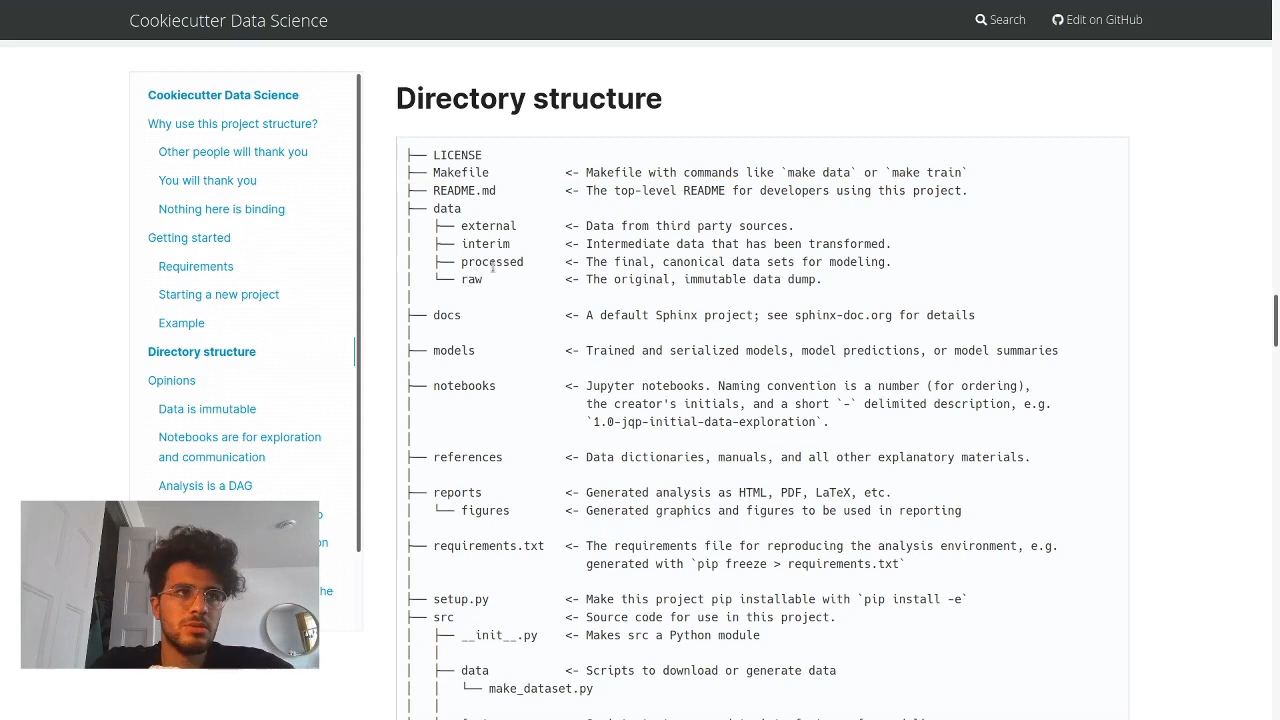 Cookiecutter Data Science
Search
Edit on GitHub
Cookiecutter Data Science
Why use this project structure?
Other people will thank you
You will thank you
Nothing here is binding
Getting started
Requirements
Starting a new project
Example
Directory structure
Opinions
Data is immutable
Notebooks are for exploration
and communication
Analysis is a DAG
Directory structure
├── LICENSE
├── Makefile <- Makefile with commands like `make data` or `make train`
├── README.md <- The top-level README for developers using this project.
├── data
│ ├── external <- Data from third party sources.
│ ├── interim <- Intermediate data that has been transformed.
│ ├── processed <- The final, canonical data sets for modeling.
│ └── raw <- The original, immutable data dump.
│
├── docs <- A default Sphinx project; see sphinx-doc.org for details
│
├── models <- Trained and serialized models, model predictions, or model summaries
│
├── notebooks <- Jupyter notebooks. Naming convention is a number (for ordering),
│ the creator's initials, and a short `-` delimited description, e.g.
│ `1.0-jqp-initial-data-exploration`.
│
├── references <- Data dictionaries, manuals, and all other explanatory materials.
│
├── reports <- Generated analysis as HTML, PDF, LaTeX, etc.
│ └── figures <- Generated graphics and figures to be used in reporting
│
├── requirements.txt <- The requirements file for reproducing the analysis environment, e.g.
│ generated with `pip freeze > requirements.txt`
│
├── setup.py <- Make this project pip installable with `pip install -e`
├── src <- Source code for use in this project.
│ ├── __init__.py <- Makes src a Python module
│ │
│ ├── data <- Scripts to download or generate data
│ │ └── make_dataset.py
│ │